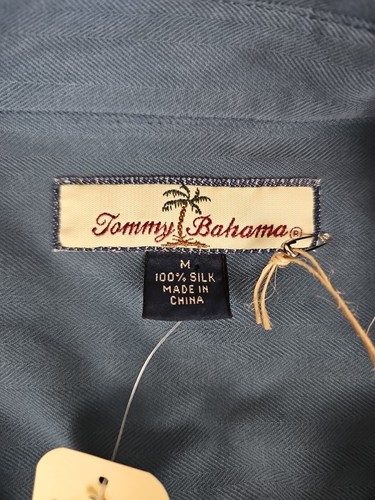 Tommy Bahama®
M
100% SILK
MADE IN
CHINA